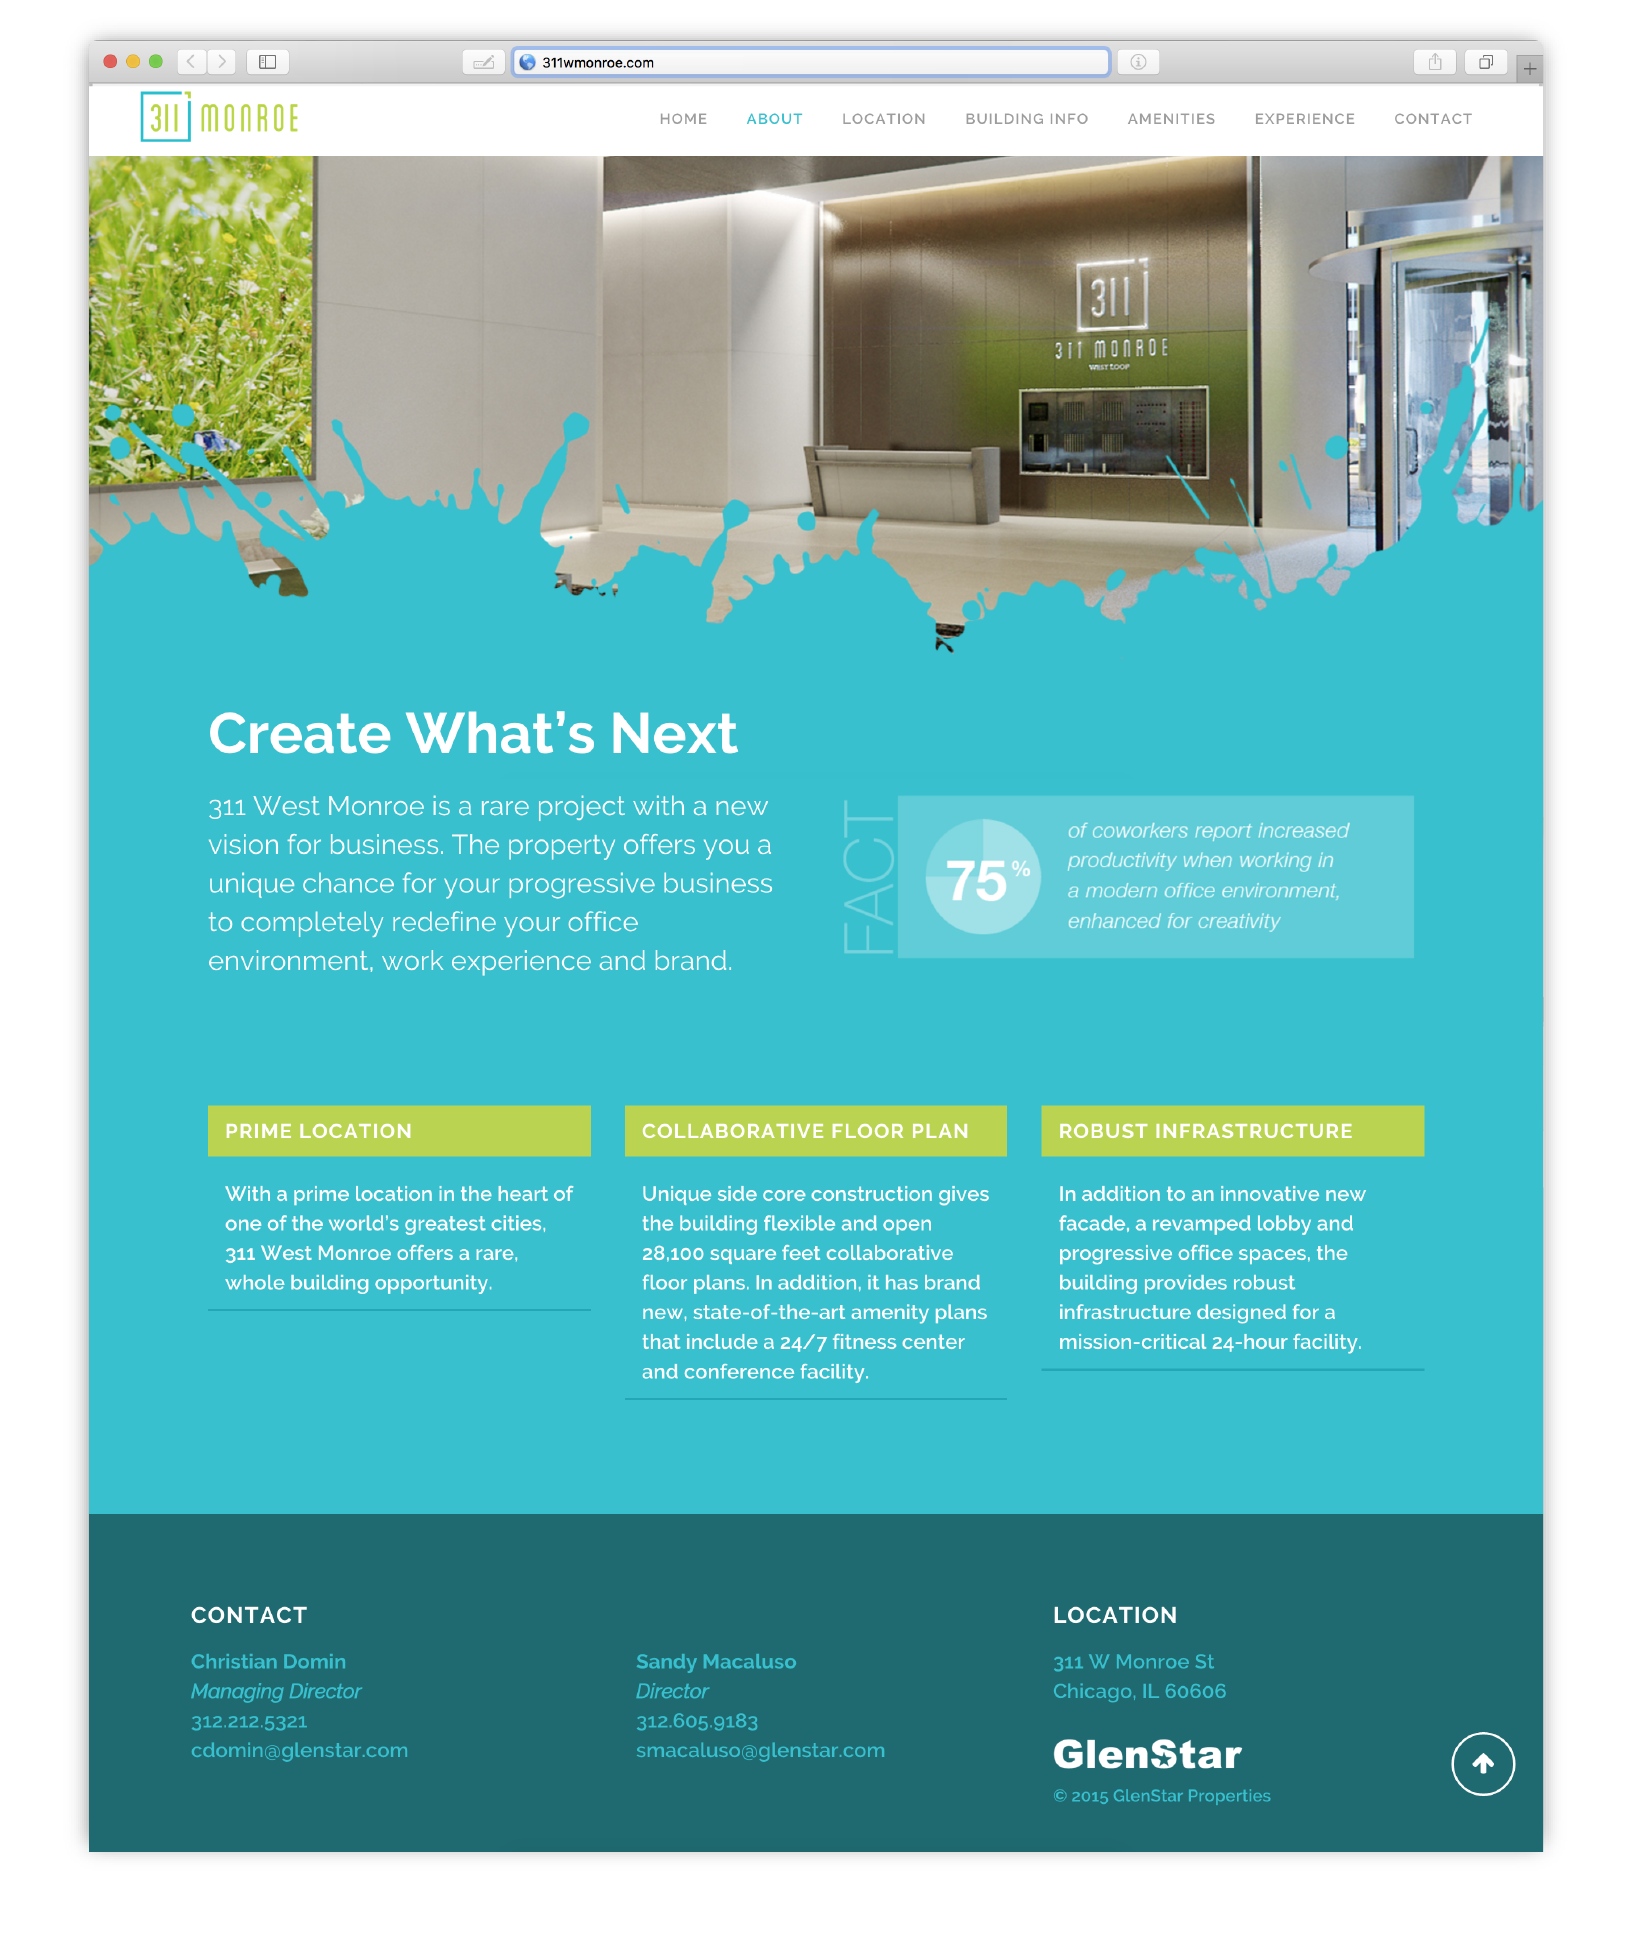 311wmonroe.com
311 MONROE
HOME ABOUT LOCATION BUILDING INFO AMENITIES EXPERIENCE CONTACT
311
311 MONROE
WEST LOOP
Create What's Next
311 West Monroe is a rare project with a new
vision for business. The property offers you a
unique chance for your progressive business
to completely redefine your office
environment, work experience and brand.
FACT
75%
of coworkers report increased
productivity when working in
a modern office environment,
enhanced for creativity
PRIME LOCATION
With a prime location in the heart of
one of the world's greatest cities,
311 West Monroe offers a rare,
whole building opportunity.
COLLABORATIVE FLOOR PLAN
Unique side core construction gives
the building flexible and open
28,100 square feet collaborative
floor plans. In addition, it has brand
new, state-of-the-art amenity plans
that include a 24/7 fitness center
and conference facility.
ROBUST INFRASTRUCTURE
In addition to an innovative new
facade, a revamped lobby and
progressive office spaces, the
building provides robust
infrastructure designed for a
mission-critical 24-hour facility.
CONTACT
Christian Domin
Managing Director
312.212.5321
cdomin@glenstar.com
Sandy Macaluso
Director
312.605.9183
smacaluso@glenstar.com
LOCATION
311 W Monroe St
Chicago, IL 60606
GlenStar
© 2015 GlenStar Properties